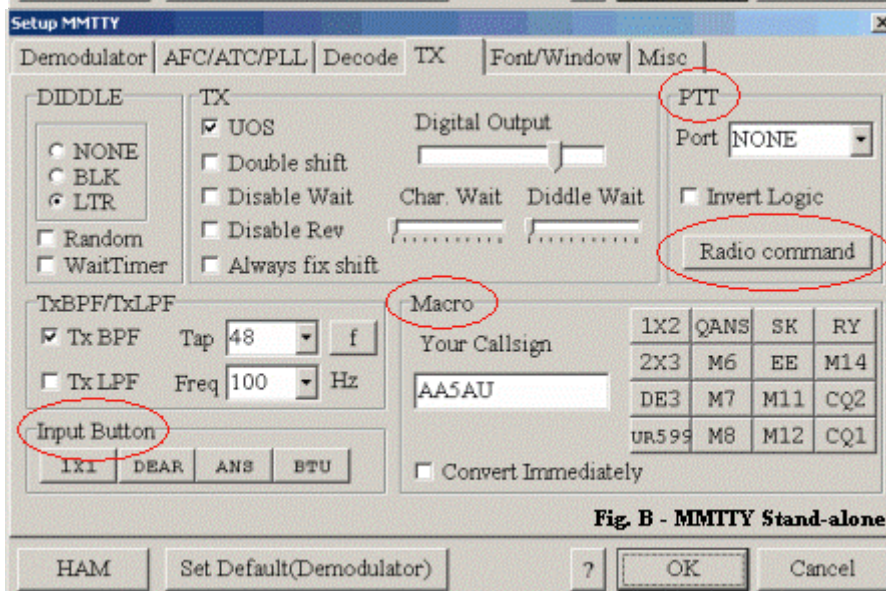 Setup MMTTY
Demodulator AFC/ATC/PLL Decode TX Font/Window Misc
DIDDLE
NONE
BLK
LTR
Random
WaitTimer
TX
UOS
Double shift
Disable Wait
Disable Rev
Always fix shift
Digital Output
Char. Wait Diddle Wait
PTT
Port NONE
Invert Logic
Radio command
TxBPF/TxLPF
Tx BPF Tap 48 f
Tx LPF Freq 100 Hz
Input Button
1X1 DEAR ANS BTU
Macro
Your Callsign
AA5AU
Convert Immediately
1X2 QANS SK RY
2X3 M6 EE M14
DE3 M7 M11 CQ2
UR599 M8 M12 CQ1
Fig. B - MMTTY Stand-alone
HAM Set Default(Demodulator) ? OK Cancel